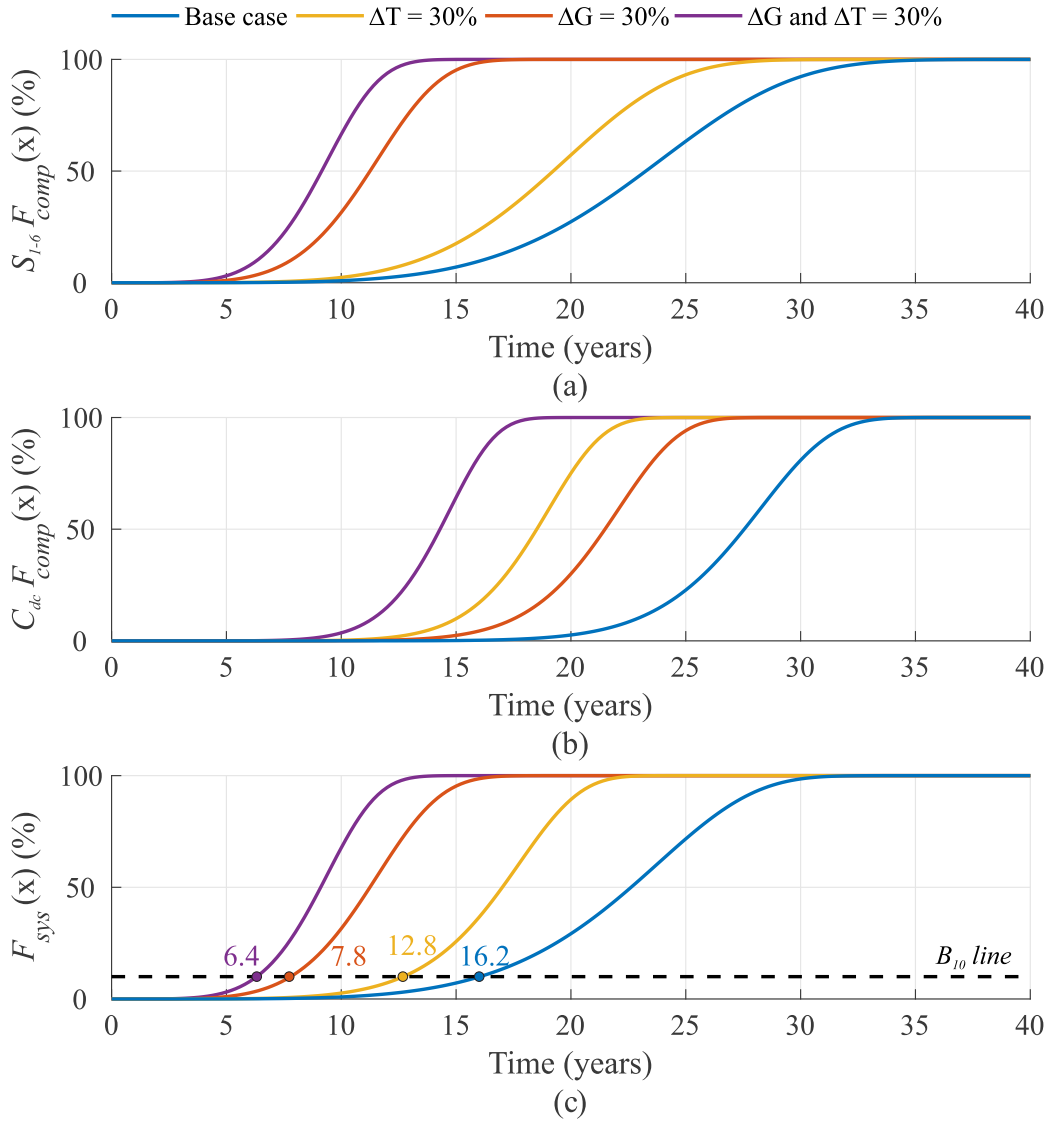 Base case ΔT = 30% ΔG = 30% ΔG and ΔT = 30%
100
50
0
S1-6 Fcomp(x) (%)
0 5 10 15 20 25 30 35 40
Time (years)
(a)
100
50
0
Cdc Fcomp(x) (%)
0 5 10 15 20 25 30 35 40
Time (years)
(b)
100
50
0
Fsys (x) (%)
6.4 7.8 12.8 16.2
B10 line
0 5 10 15 20 25 30 35 40
Time (years)
(c)